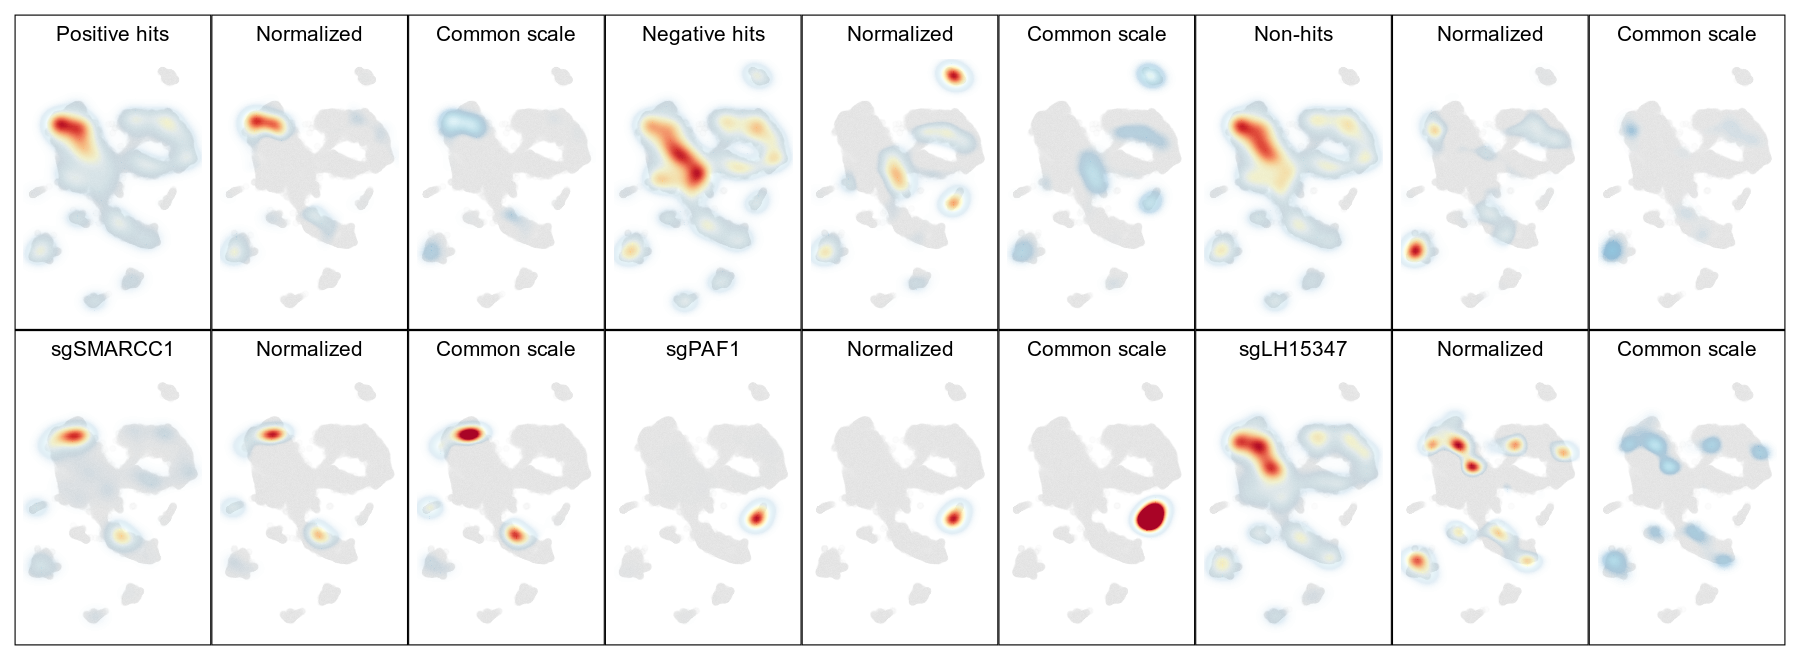 Positive hits Normalized Common scale Negative hits Normalized Common scale Non-hits Normalized Common scale
sgSMARCC1 Normalized Common scale sgPAF1 Normalized Common scale sgLH15347 Normalized Common scale